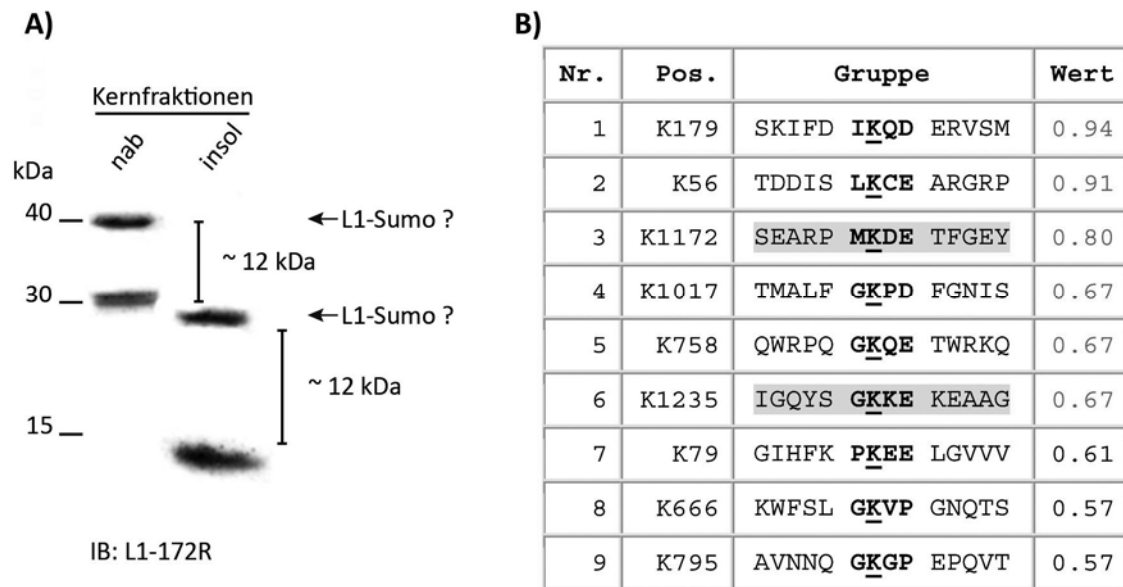 A)
Kernfraktionen
nab insol
kDa
40
L1-Sumo ?
~ 12 kDa
30
L1-Sumo ?
~ 12 kDa
15
IB: L1-172R
B)
Nr. Pos. Gruppe Wert
1 K179 SKIFD IKQD ERVSM 0.94
2 K56 TDDIS LKCE ARGRP 0.91
3 K1172 SEARP MKDE TFGEY 0.80
4 K1017 TMALF GKPD FGNIS 0.67
5 K758 QWRPQ GKQE TWRKQ 0.67
6 K1235 IGQYS GKKE KEAAG 0.67
7 K79 GIHFK PKEE LGVVV 0.61
8 K666 KWFSL GKVP GNQTS 0.57
9 K795 AVNNQ GKGP EPQVT 0.57